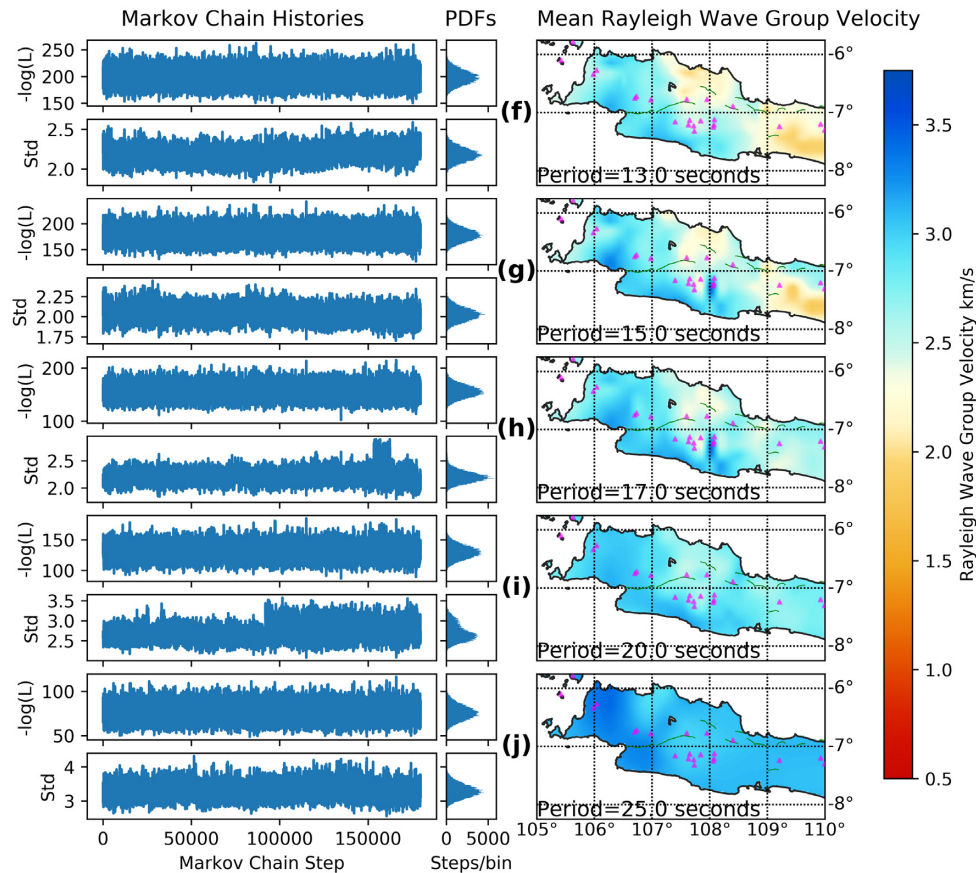 Markov Chain Histories PDFs Mean Rayleigh Wave Group Velocity
-log(L) 250 200 150
Std 2.5 2.0
(f) -6° -7° -8°
Period=13.0 seconds
-log(L) 200 150
Std 2.25 2.00 1.75
(g) -6° -7° -8°
Period=15.0 seconds
-log(L) 200 100
Std 2.5 2.0
(h) -6° -7° -8°
Period=17.0 seconds
-log(L) 150 100
Std 3.5 3.0 2.5
(i) -6° -7° -8°
Period=20.0 seconds
-log(L) 100 50
Std 4 3
(j) -6° -7° -8°
Period=25.0 seconds
0 50000 100000 150000
Markov Chain Step
0 5000
Steps/bin
105° 106° 107° 108° 109° 110°
3.5
3.0
2.5
2.0
1.5
1.0
0.5
Rayleigh Wave Group Velocity km/s